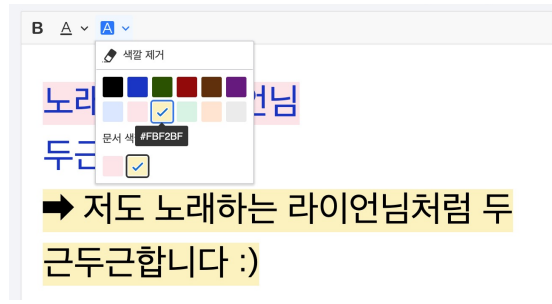 B A A
색깔 제거
노래 언님
문서 색 #FBF2BF
두근
➡ 저도 노래하는 라이언님처럼 두
근두근합니다 :)